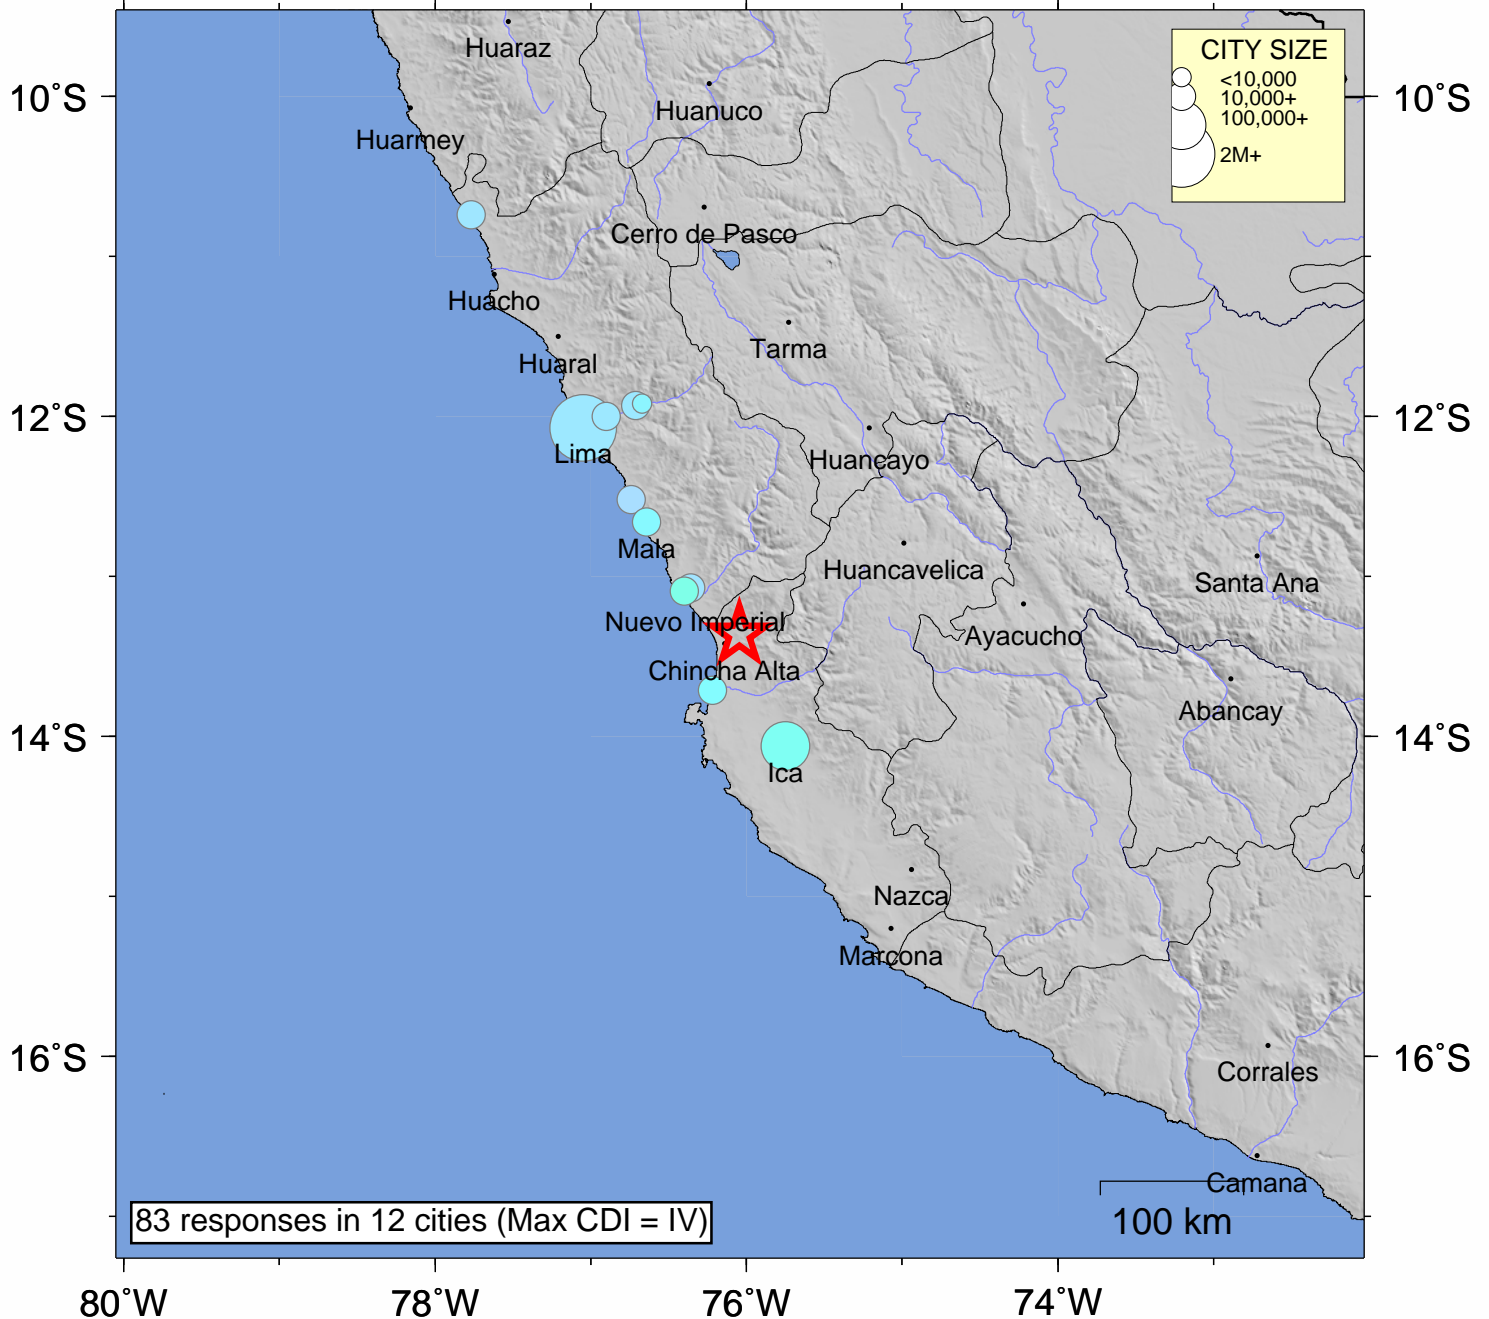 Huaraz
CITY SIZE
<10,000
10,000+
100,000+
2M+
10°S
10°S
Huanuco
Huarmey
Cerro de Pasco
Huacho
Tarma
Huaral
12°S
12°S
Lima
Huancayo
Mala
Huancavelica
Santa Ana
Nuevo Imperial
Ayacucho
Chincha Alta
Abancay
14°S
14°S
Ica
Nazca
Marcona
16°S
16°S
Corrales
Camana
83 responses in 12 cities (Max CDI = IV)
100 km
80°W
78°W
76°W
74°W